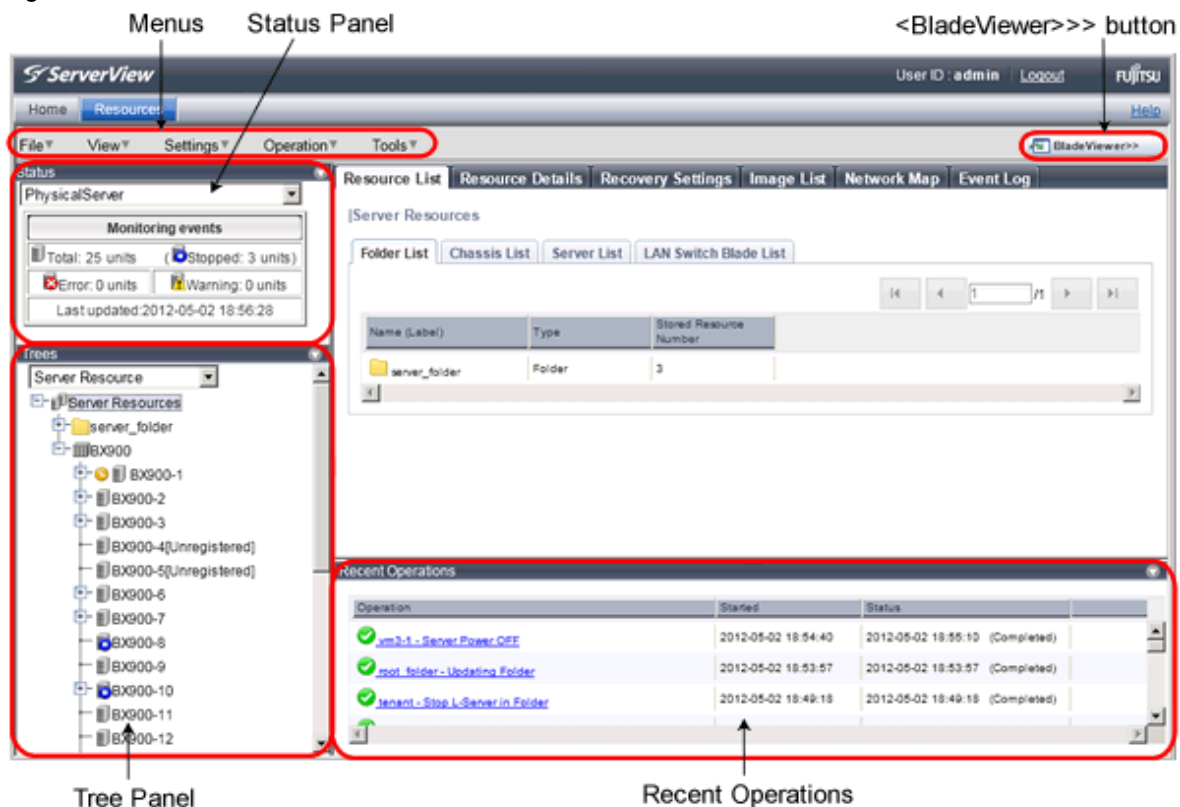 Menus Status Panel <BladeViewer>>> button
ServerView User ID : admin Logout FUJITSU
Home Resources Help
File View Settings Operation Tools BladeViewer>>
Status
PhysicalServer
Monitoring events
Total: 25 units ( Stopped: 3 units)
Error: 0 units Warning: 0 units
Last updated:2012-05-02 18:56:28
Resource List Resource Details Recovery Settings Image List Network Map Event Log
Server Resources
Folder List Chassis List Server List LAN Switch Blade List
1 /1
Name (Label) Type Stored Resource Number
server_folder Folder 3
Trees
Server Resource
Server Resources
server_folder
BX900
BX900-1
BX900-2
BX900-3
BX900-4[Unregistered]
BX900-5[Unregistered]
BX900-6
BX900-7
BX900-8
BX900-9
BX900-10
BX900-11
BX900-12
Recent Operations
Operation Started Status
vm3-1 - Server Power OFF 2012-05-02 18:54:40 2012-05-02 18:55:10 (Completed)
root_folder - Updating Folder 2012-05-02 18:53:57 2012-05-02 18:53:57 (Completed)
tenant - Stop L-Server in Folder 2012-05-02 18:49:18 2012-05-02 18:49:18 (Completed)
Tree Panel Recent Operations